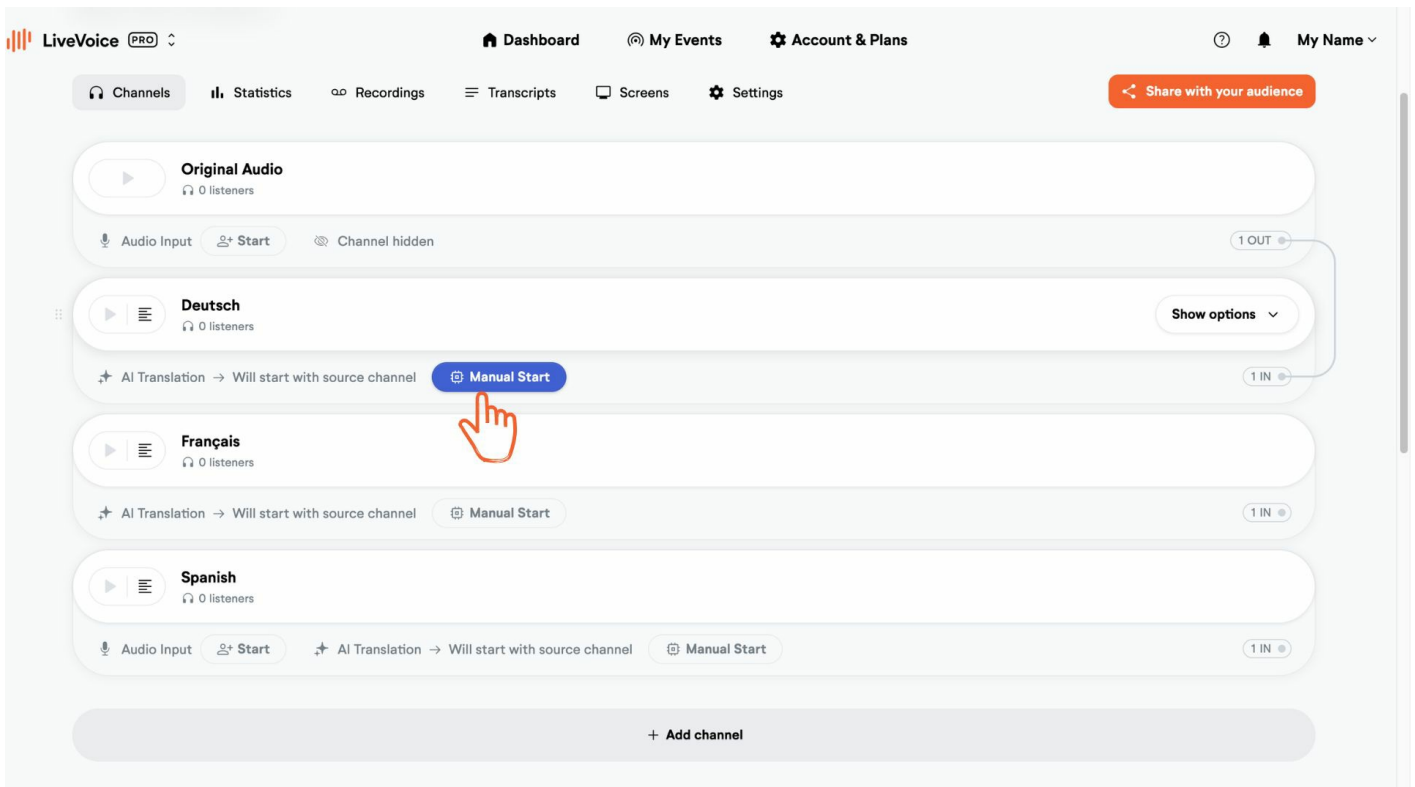 LiveVoice PRO Dashboard My Events Account & Plans My Name
Channels Statistics Recordings Transcripts Screens Settings Share with your audience
Original Audio
0 listeners
Audio Input Start Channel hidden 1 OUT
Deutsch
0 listeners
Show options
AI Translation → Will start with source channel Manual Start 1 IN
Français
0 listeners
AI Translation → Will start with source channel Manual Start 1 IN
Spanish
0 listeners
Audio Input Start AI Translation → Will start with source channel Manual Start 1 IN
+ Add channel